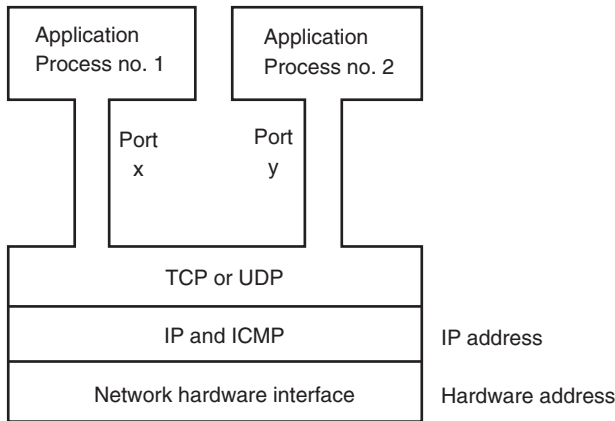 Application
Process no. 1
Application
Process no. 2
Port
x
Port
y
TCP or UDP
IP and ICMP
IP address
Network hardware interface
Hardware address